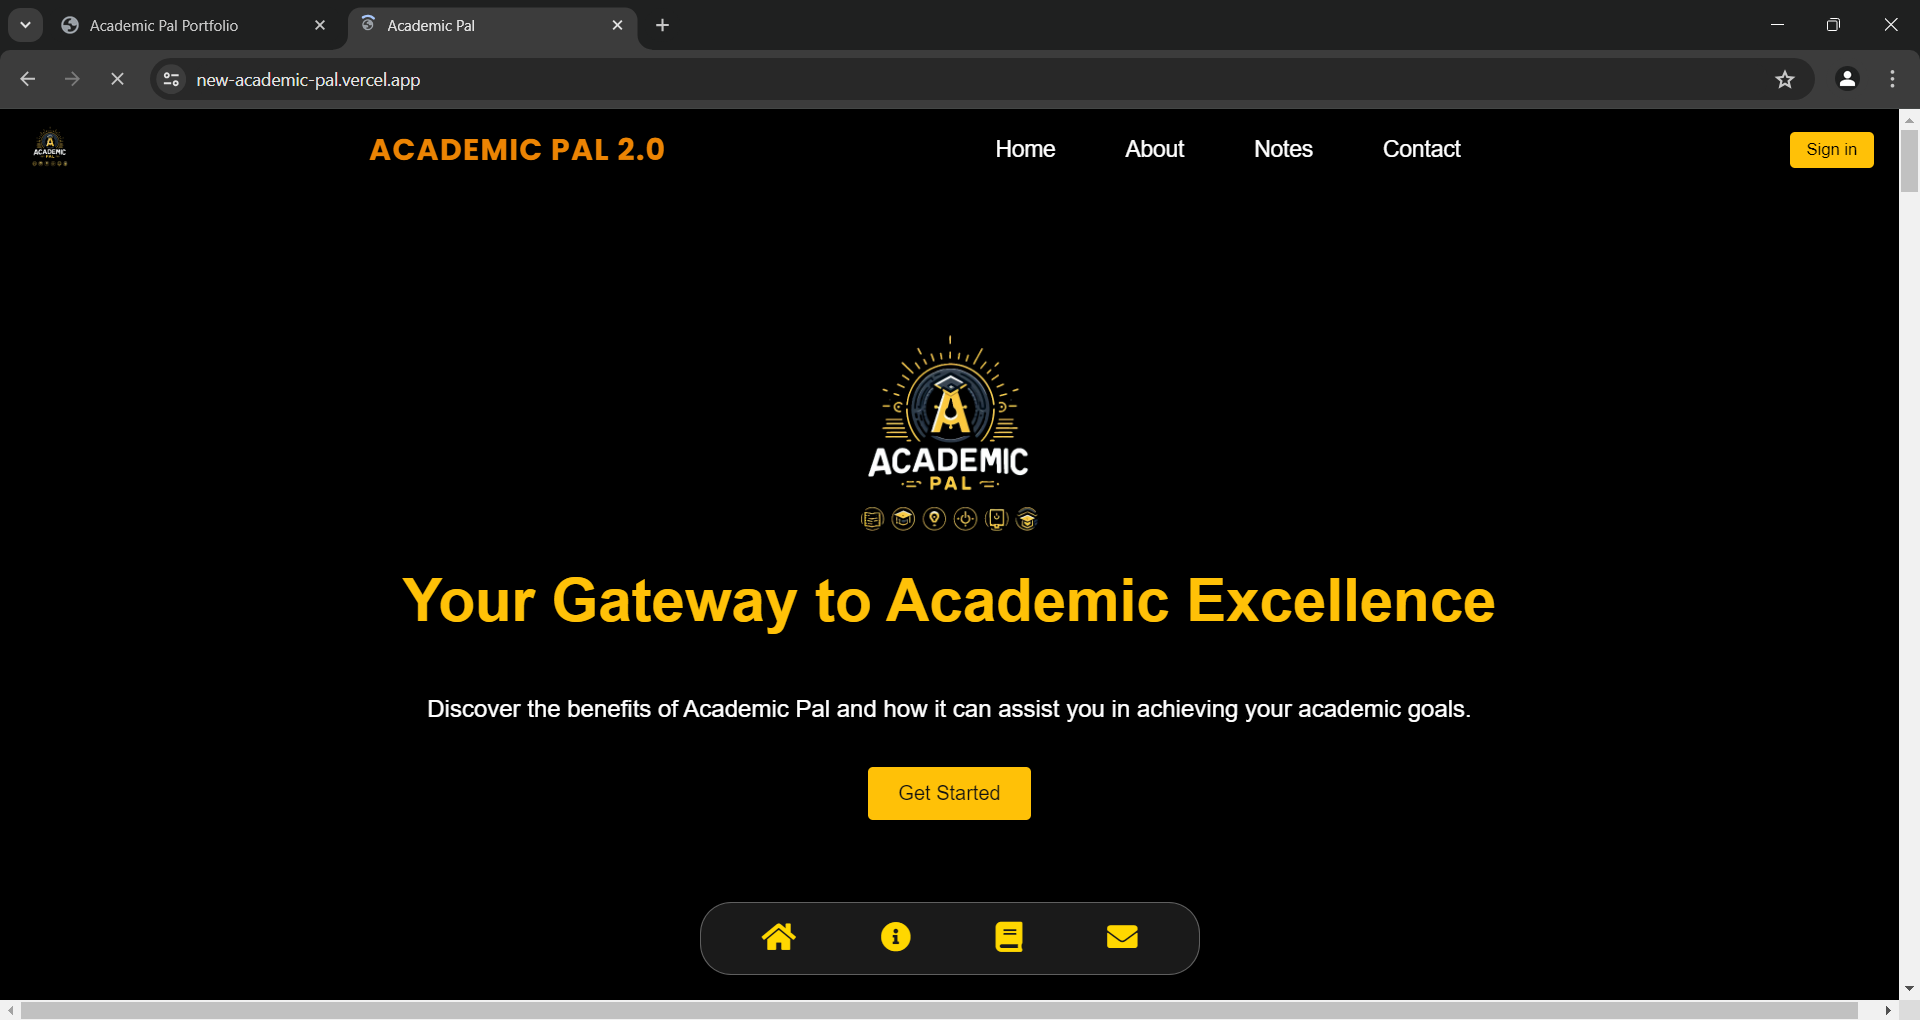 Academic Pal Portfolio
Academic Pal
new-academic-pal.vercel.app
ACADEMIC
PAL
ACADEMIC PAL 2.0
Home
About
Notes
Contact
Sign in
A
ACADEMIC
PAL
Your Gateway to Academic Excellence
Discover the benefits of Academic Pal and how it can assist you in achieving your academic goals.
Get Started